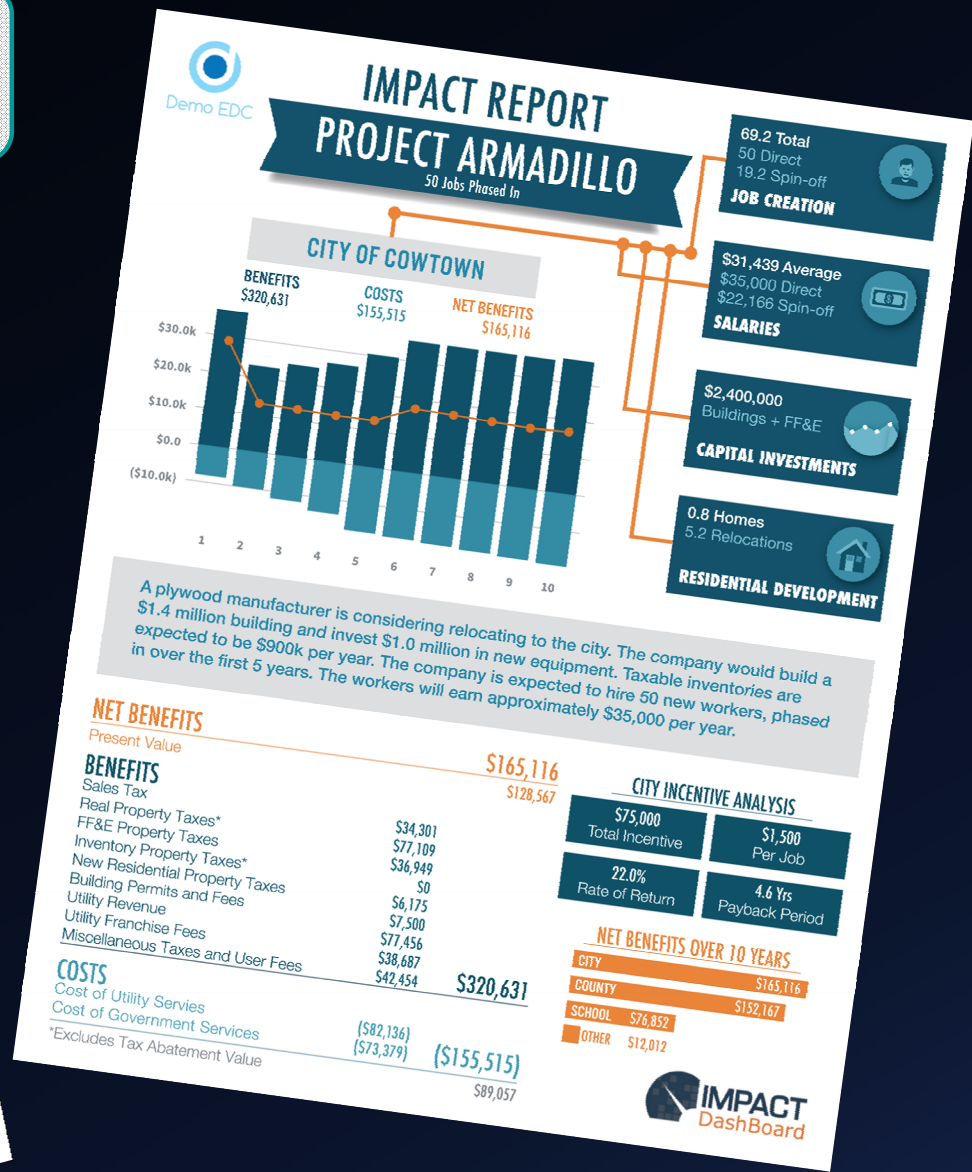 Demo EDC
IMPACT REPORT
PROJECT ARMADILLO
50 Jobs Phased In
69.2 Total
50 Direct
19.2 Spin-off
JOB CREATION
$31,439 Average
$35,000 Direct
$22,166 Spin-off
SALARIES
$2,400,000
Buildings + FF&E
CAPITAL INVESTMENTS
0.8 Homes
5.2 Relocations
RESIDENTIAL DEVELOPMENT
CITY OF COWTOWN
BENEFITS
$320,631
COSTS
$155,515
NET BENEFITS
$165,116
$30.0k
$20.0k
$10.0k
$0.0
($10.0k)
1 2 3 4 5 6 7 8 9 10
A plywood manufacturer is considering relocating to the city. The company would build a
$1.4 million building and invest $1.0 million in new equipment. Taxable inventories are
expected to be $900k per year. The company is expected to hire 50 new workers, phased
in over the first 5 years. The workers will earn approximately $35,000 per year.
NET BENEFITS $165,116
Present Value $128,567
BENEFITS
Sales Tax $34,301
Real Property Taxes* $77,109
FF&E Property Taxes $36,949
Inventory Property Taxes* $0
New Residential Property Taxes $6,175
Building Permits and Fees $7,500
Utility Revenue $77,456
Utility Franchise Fees $38,687
Miscellaneous Taxes and User Fees $42,454 $320,631
COSTS
Cost of Utility Servies ($82,136)
Cost of Government Services ($73,379) ($155,515)
*Excludes Tax Abatement Value $89,057
CITY INCENTIVE ANALYSIS
$75,000
Total Incentive
$1,500
Per Job
22.0%
Rate of Return
4.6 Yrs
Payback Period
NET BENEFITS OVER 10 YEARS
CITY $165,116
COUNTY $152,167
SCHOOL $76,852
OTHER $12,012
IMPACT
DashBoard